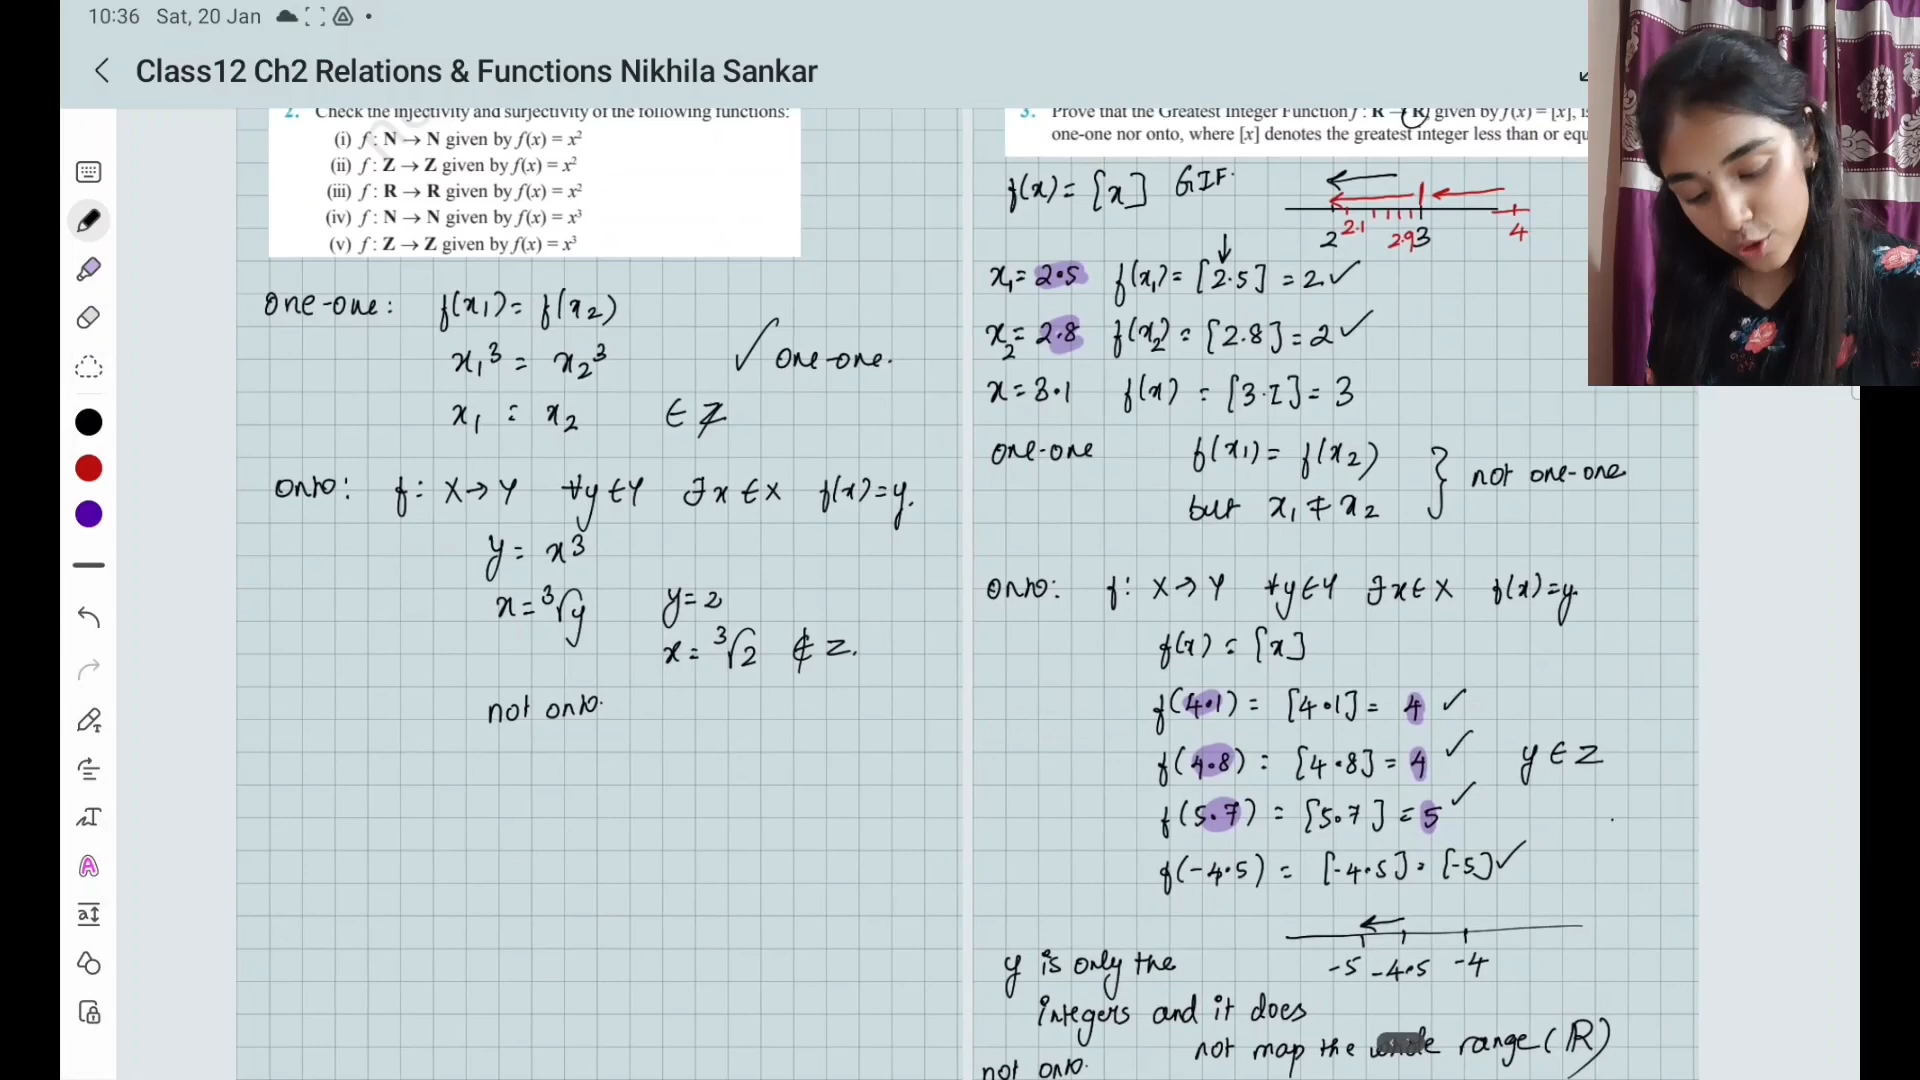 10:36 Sat, 20 Jan
Class12 Ch2 Relations & Functions Nikhila Sankar
2. Check the injectivity and surjectivity of the following functions:
(i) f : N → N given by f(x) = x²
(ii) f : Z → Z given by f(x) = x²
(iii) f : R → R given by f(x) = x²
(iv) f : N → N given by f(x) = x³
(v) f : Z → Z given by f(x) = x³
one-one: f(x₁) = f(x₂)
x₁³ = x₂³ ✓ one-one.
x₁ = x₂ ∈ Z
Onto: f: X→Y ∀y∈Y ∃x∈X f(x)=y.
y = x³
x = ³√y y=2
x = ³√2 ∉ Z.
not onto.
3. Prove that the Greatest Integer Function f : R → R, given by f(x) = [x], i
one-one nor onto, where [x] denotes the greatest integer less than or equ
f(x) = [x] GIF.
2 2.1 2.9 3 4
x₁ = 2.5 f(x₁) = [2.5] = 2 ✓
x₂ = 2.8 f(x₂) = [2.8] = 2 ✓
x = 3.1 f(x) = [3.1] = 3
one-one f(x₁) = f(x₂)
but x₁ ≠ x₂ } not one-one
Onto: f: X→Y ∀y∈Y ∃x∈X f(x)=y.
f(x) = [x]
f(4.1) = [4.1] = 4 ✓
f(4.8) = [4.8] = 4 ✓ y ∈ Z
f(5.7) = [5.7] = 5 ✓
f(-4.5) = [-4.5] = [-5] ✓
-5 -4.5 -4
y is only the
integers and it does
not map the whole range (R)
not onto.